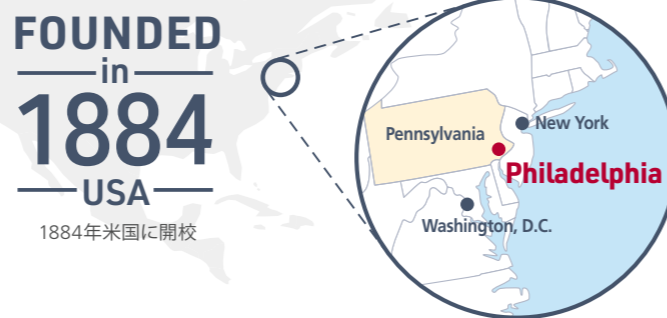 FOUNDED
in
1884
USA
1884年米国に開校
Pennsylvania
New York
Philadelphia
Washington, D.C.